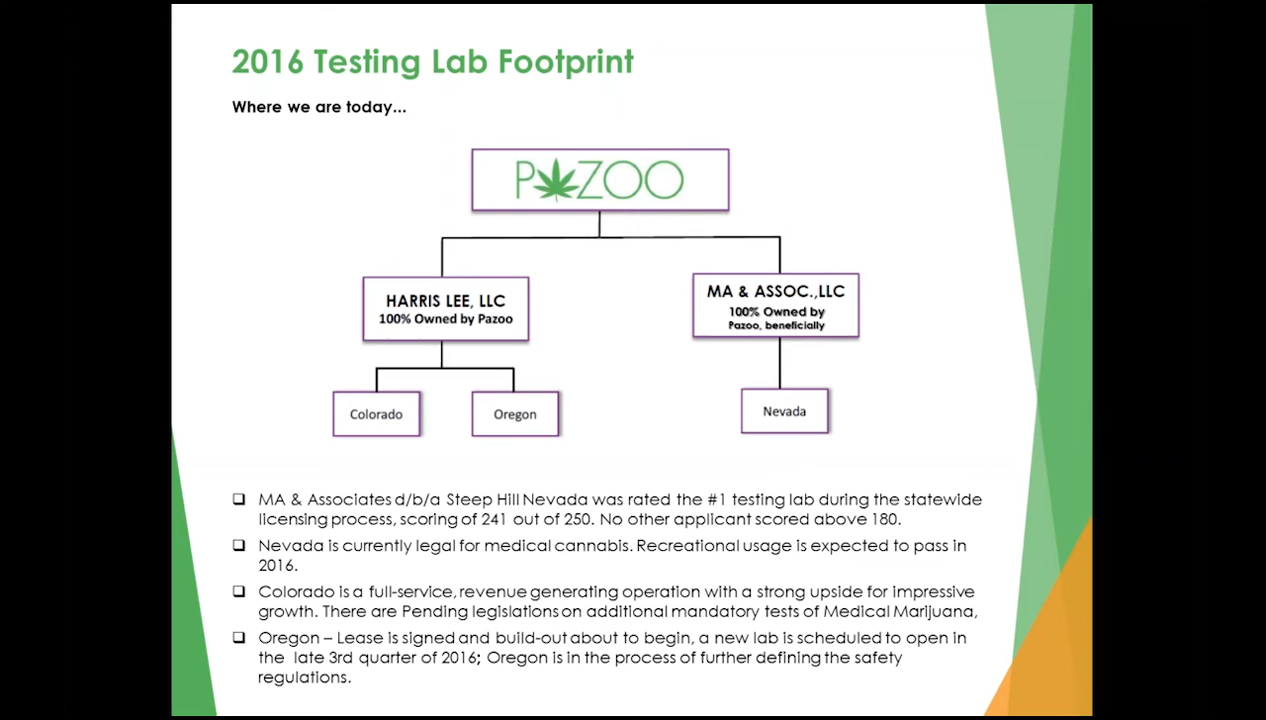 2016 Testing Lab Footprint
Where we are today...
PAZOO
HARRIS LEE, LLC
100% Owned by Pazoo
MA & ASSOC.,LLC
100% Owned by
Pazoo, beneficially
Colorado
Oregon
Nevada
MA & Associates d/b/a Steep Hill Nevada was rated the #1 testing lab during the statewide
licensing process, scoring of 241 out of 250. No other applicant scored above 180.
Nevada is currently legal for medical cannabis. Recreational usage is expected to pass in
2016.
Colorado is a full-service, revenue generating operation with a strong upside for impressive
growth. There are Pending legislations on additional mandatory tests of Medical Marijuana,
Oregon – Lease is signed and build-out about to begin, a new lab is scheduled to open in
the late 3rd quarter of 2016; Oregon is in the process of further defining the safety
regulations.